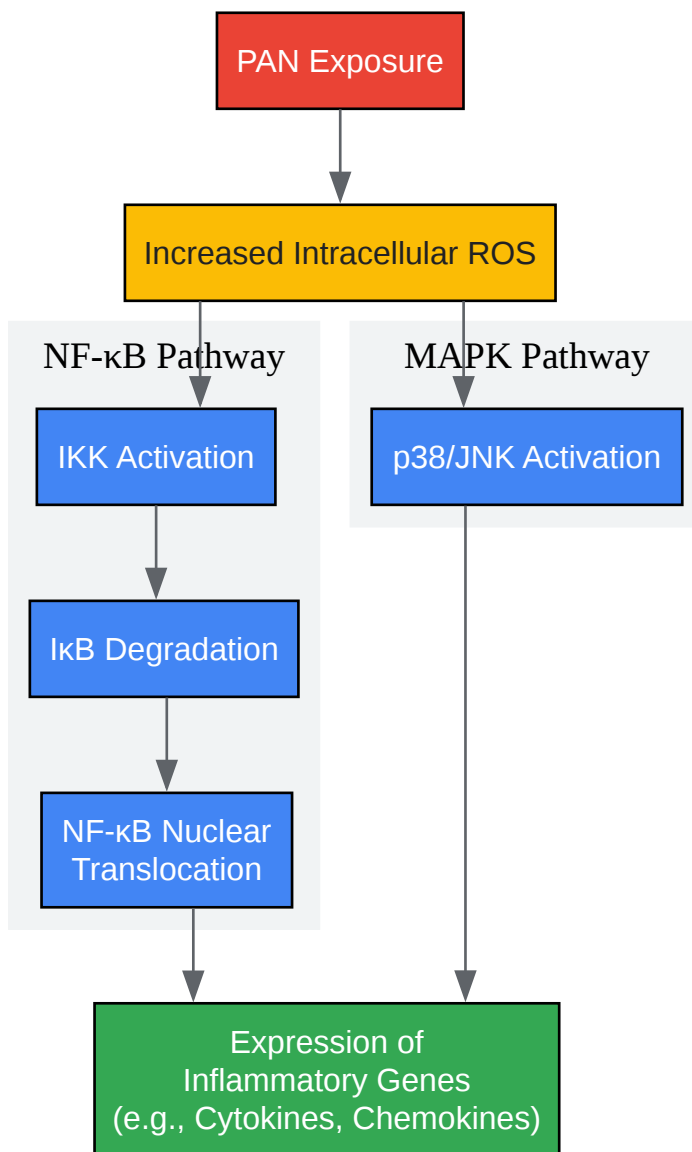 PAN Exposure
Increased Intracellular ROS
NF-κB Pathway
MAPK Pathway
IKK Activation
p38/JNK Activation
IκB Degradation
NF-κB Nuclear
Translocation
Expression of
Inflammatory Genes
(e.g., Cytokines, Chemokines)